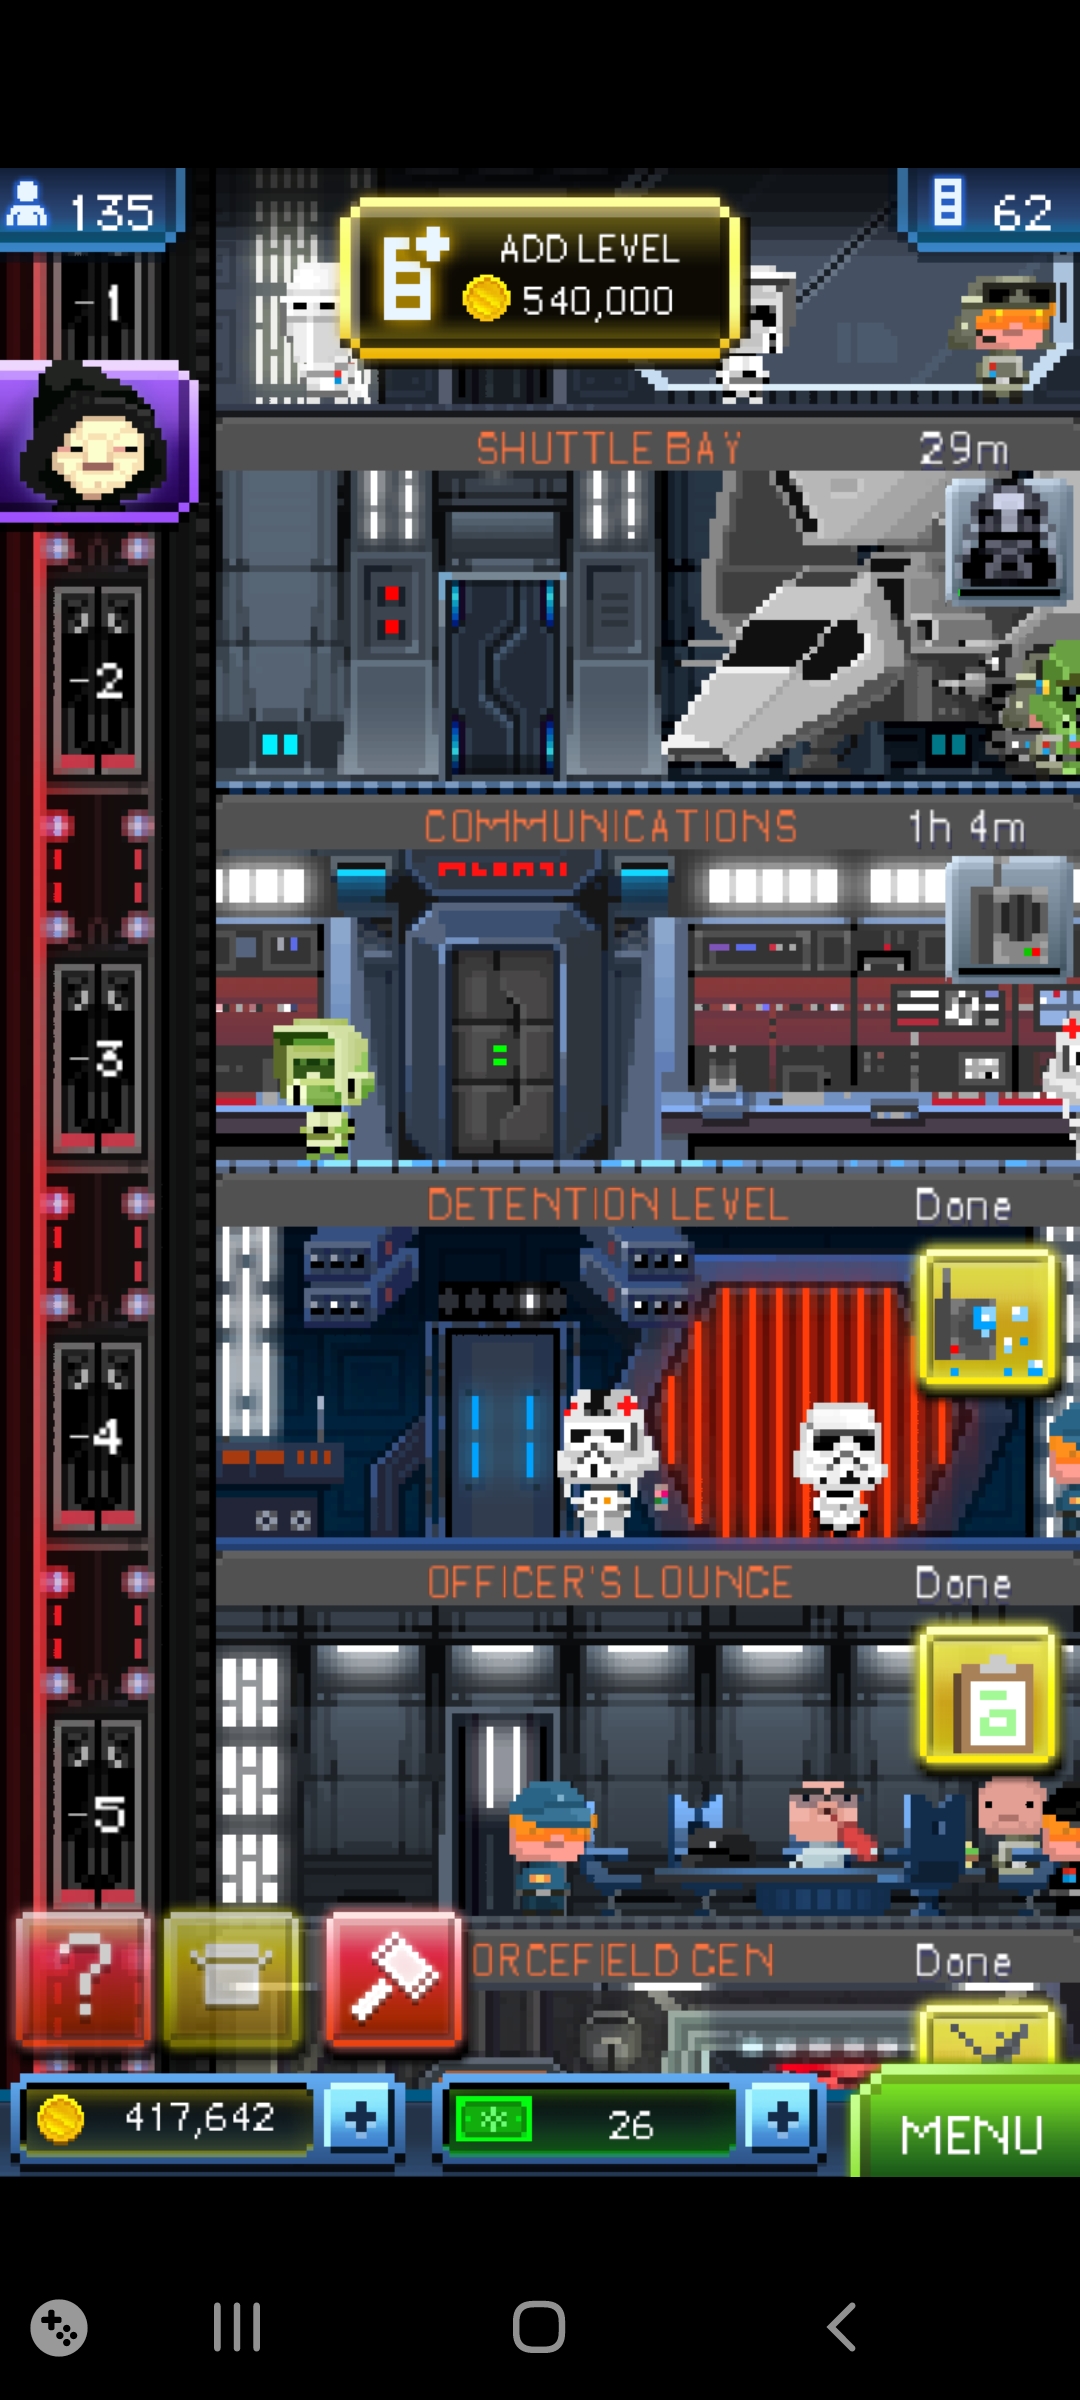 135
ADD LEVEL
540,000
62
-1
SHUTTLE BAY 29m
-2
COMMUNICATIONS 1h 4m
-3
DETENTION LEVEL Done
-4
OFFICER'S LOUNGE Done
-5
ORCEFIELD GEN Done
?
417,642 +
26 +
MENU